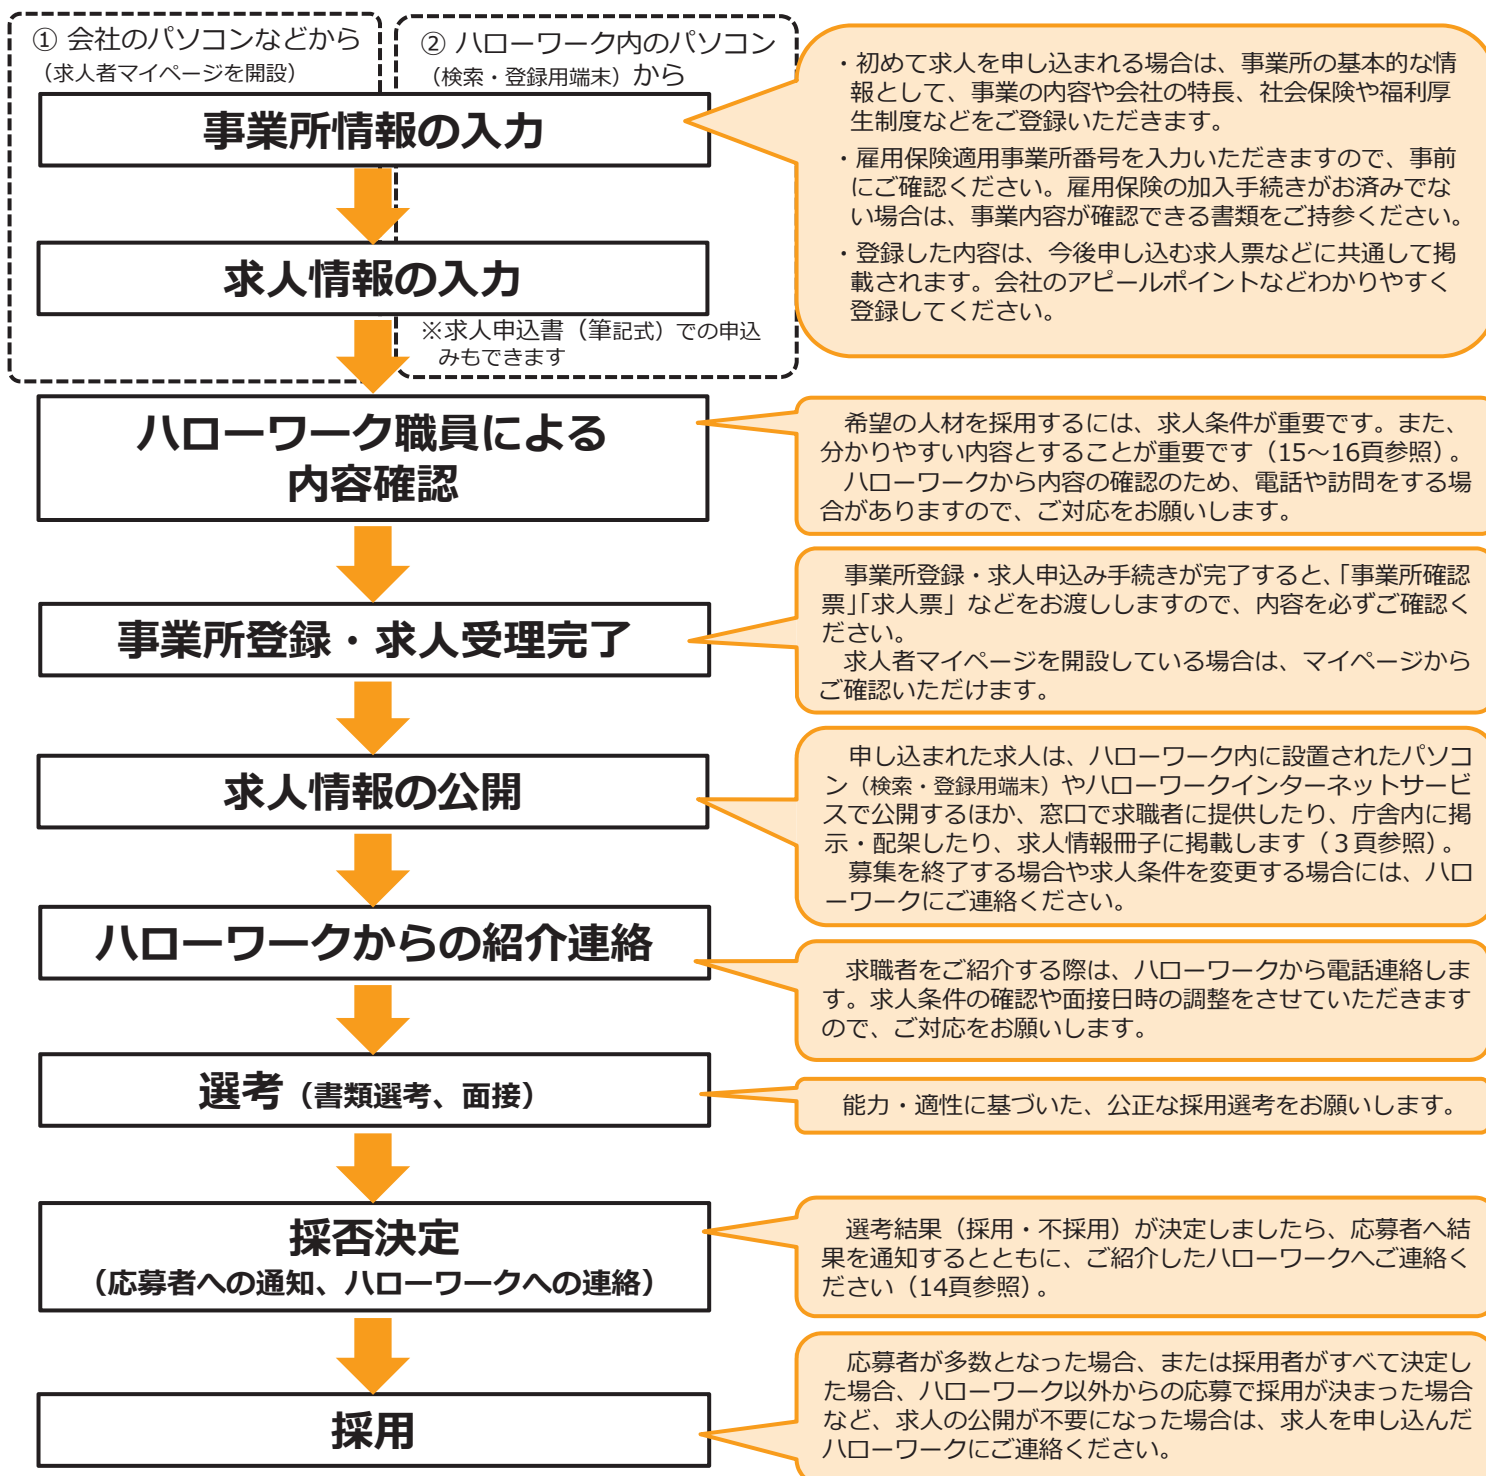 ① 会社のパソコンなどから
（求人者マイページを開設）
② ハローワーク内のパソコン
（検索・登録用端末）から
事業所情報の入力
・初めて求人を申し込まれる場合は、事業所の基本的な情
報として、事業の内容や会社の特長、社会保険や福利厚
生制度などをご登録いただきます。
・雇用保険適用事業所番号を入力いただきますので、事前
にご確認ください。雇用保険の加入手続きがお済みでな
い場合は、事業内容が確認できる書類をご持参ください。
・登録した内容は、今後申し込む求人票などに共通して掲
載されます。会社のアピールポイントなどわかりやすく
登録してください。
求人情報の入力
※求人申込書（筆記式）での申込
みもできます
ハローワーク職員による
内容確認
希望の人材を採用するには、求人条件が重要です。また、
分かりやすい内容とすることが重要です（15～16頁参照）。
ハローワークから内容の確認のため、電話や訪問をする場
合がありますので、ご対応をお願いします。
事業所登録・求人受理完了
事業所登録・求人申込み手続きが完了すると、「事業所確認
票」「求人票」などをお渡ししますので、内容を必ずご確認く
ださい。
求人者マイページを開設している場合は、マイページから
ご確認いただけます。
求人情報の公開
申し込まれた求人は、ハローワーク内に設置されたパソコ
ン（検索・登録用端末）やハローワークインターネットサービ
スで公開するほか、窓口で求職者に提供したり、庁舎内に掲
示・配架したり、求人情報冊子に掲載します（３頁参照）。
募集を終了する場合や求人条件を変更する場合には、ハロ
ーワークにご連絡ください。
ハローワークからの紹介連絡
求職者をご紹介する際は、ハローワークから電話連絡しま
す。求人条件の確認や面接日時の調整をさせていただきます
ので、ご対応をお願いします。
選考（書類選考、面接）
能力・適性に基づいた、公正な採用選考をお願いします。
採否決定
（応募者への通知、ハローワークへの連絡）
選考結果（採用・不採用）が決定しましたら、応募者へ結
果を通知するとともに、ご紹介したハローワークへご連絡く
ださい（14頁参照）。
採用
応募者が多数となった場合、または採用者がすべて決定し
た場合、ハローワーク以外からの応募で採用が決まった場合
など、求人の公開が不要になった場合は、求人を申し込んだ
ハローワークにご連絡ください。